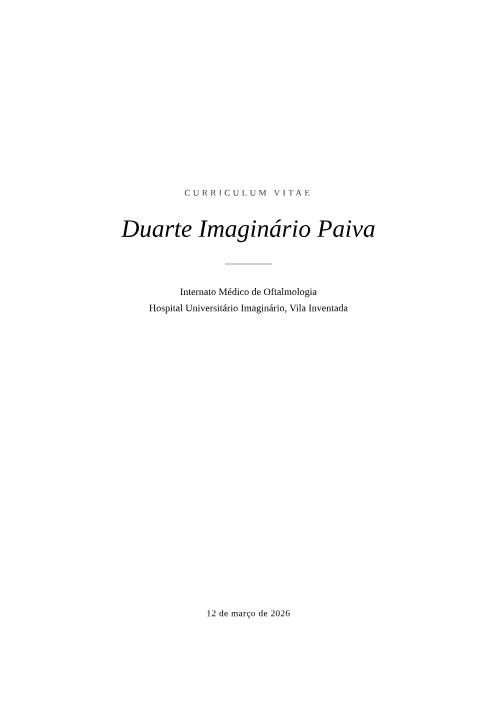 CURRICULUM VITAE
Duarte Imaginário Paiva
Internato Médico de Oftalmologia
Hospital Universitário Imaginário, Vila Inventada
12 de março de 2026